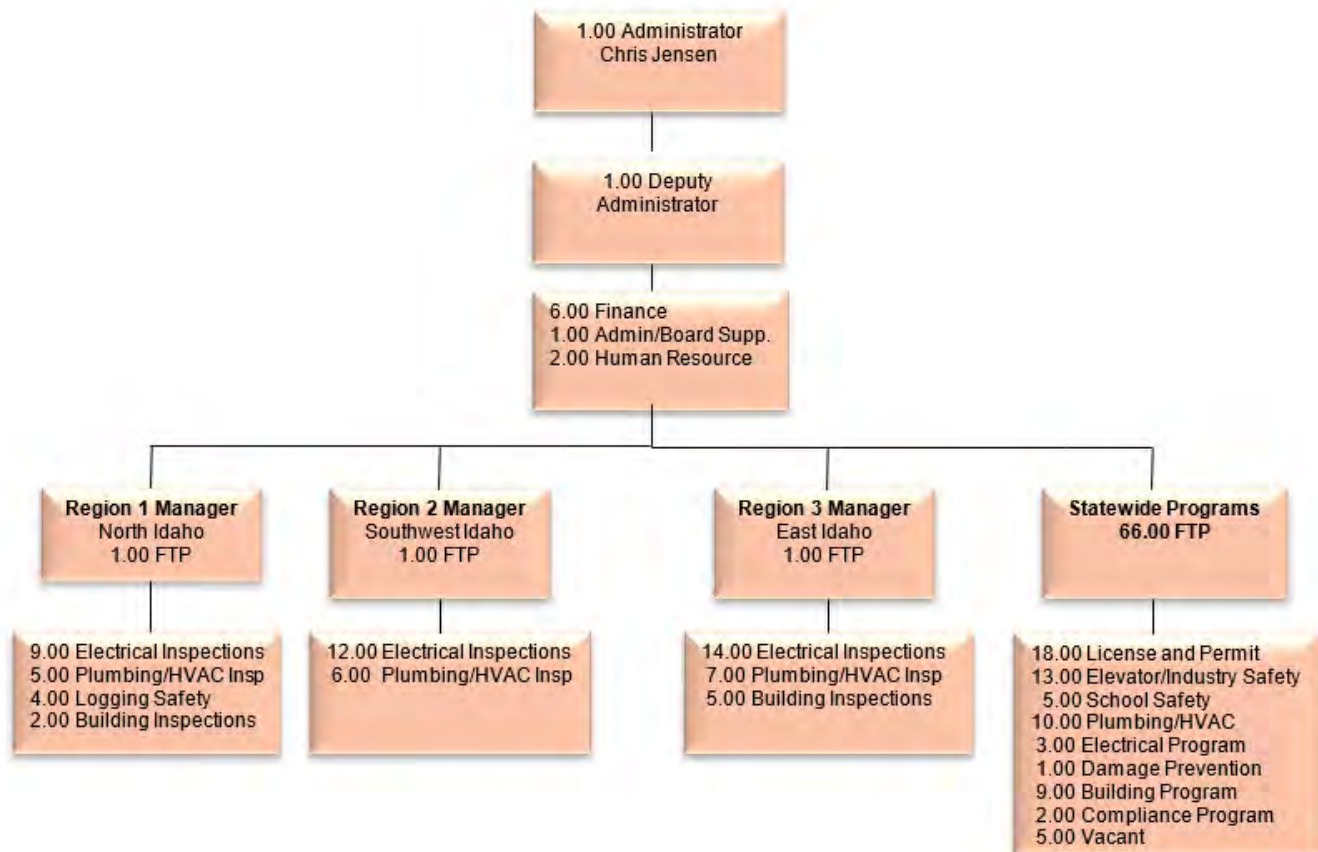 1.00 Administrator
Chris Jensen
1.00 Deputy
Administrator
6.00 Finance
1.00 Admin/Board Supp.
2.00 Human Resource
Region 1 Manager
North Idaho
1.00 FTP
Region 2 Manager
Southwest Idaho
1.00 FTP
Region 3 Manager
East Idaho
1.00 FTP
Statewide Programs
66.00 FTP
9.00 Electrical Inspections
5.00 Plumbing/HVAC Insp
4.00 Logging Safety
2.00 Building Inspections
12.00 Electrical Inspections
6.00 Plumbing/HVAC Insp
14.00 Electrical Inspections
7.00 Plumbing/HVAC Insp
5.00 Building Inspections
18.00 License and Permit
13.00 Elevator/Industry Safety
5.00 School Safety
10.00 Plumbing/HVAC
3.00 Electrical Program
1.00 Damage Prevention
9.00 Building Program
2.00 Compliance Program
5.00 Vacant